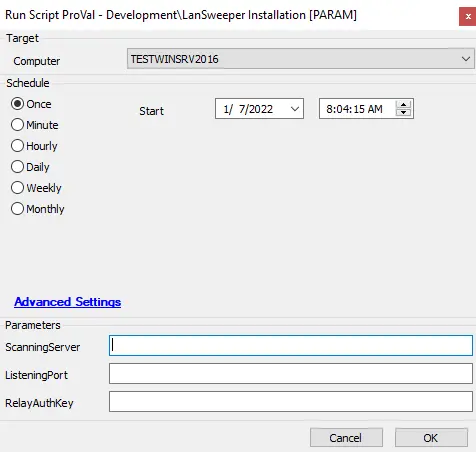 Run Script ProVal - Development\LanSweeper Installation [PARAM]
x
Target
Computer
TESTWINSRV2016
Schedule
Once
Start
1/ 7/2022
8:04:15 AM
Minute
Hourly
Daily
Weekly
Monthly
Advanced Settings
Parameters
ScanningServer
ListeningPort
RelayAuthKey
Cancel
OK